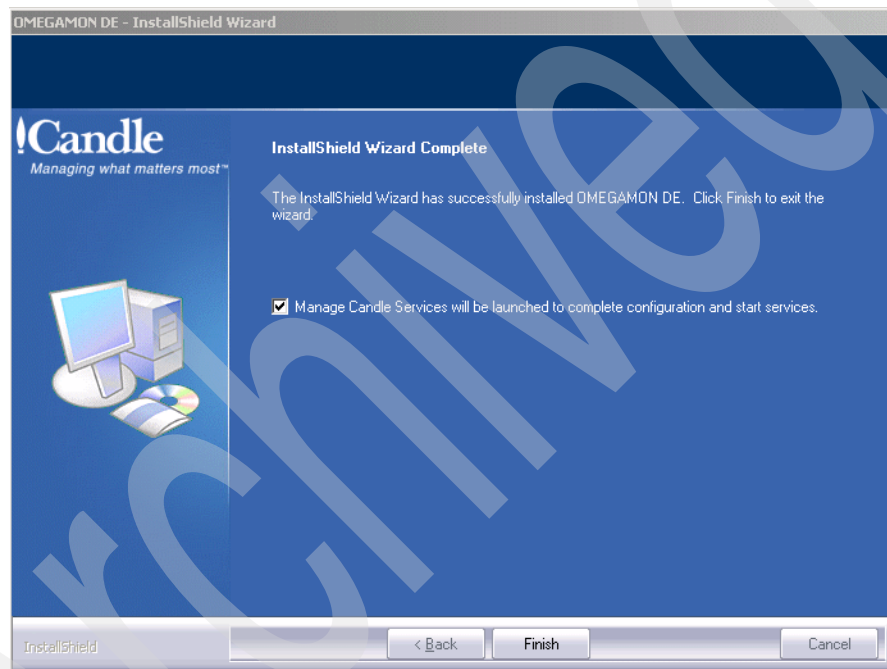 OMEGAMON DE - InstallShield Wizard
!Candle
Managing what matters most™
InstallShield Wizard Complete
The InstallShield Wizard has successfully installed OMEGAMON DE. Click Finish to exit the
wizard.
Manage Candle Services will be launched to complete configuration and start services.
InstallShield
< Back
Finish
Cancel